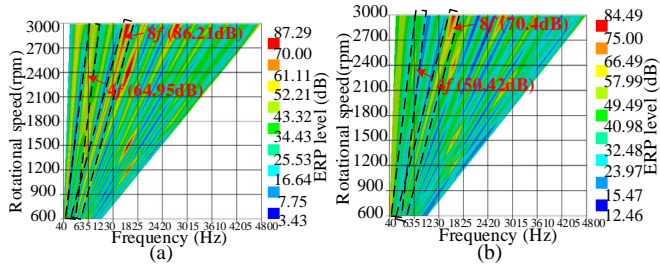 Rotational speed(rpm)
3000
2700
2400
2100
1800
1500
1200
900
600
8f (86.21dB)
4f (64.95dB)
40 635 1230 1825 2420 3015 3610 4205 4800
Frequency (Hz)
87.29
70.00
61.11
52.21
43.32
34.43
25.53
16.64
7.75
3.43
ERP level (dB)
(a)
Rotational speed(rpm)
3000
2700
2400
2100
1800
1500
1200
900
600
8f (70.4dB)
4f (50.42dB)
40 635 1230 1825 2420 3015 3610 4205 4800
Frequency (Hz)
84.49
75.00
66.49
57.99
49.49
40.98
32.48
23.97
15.47
12.46
ERP level (dB)
(b)